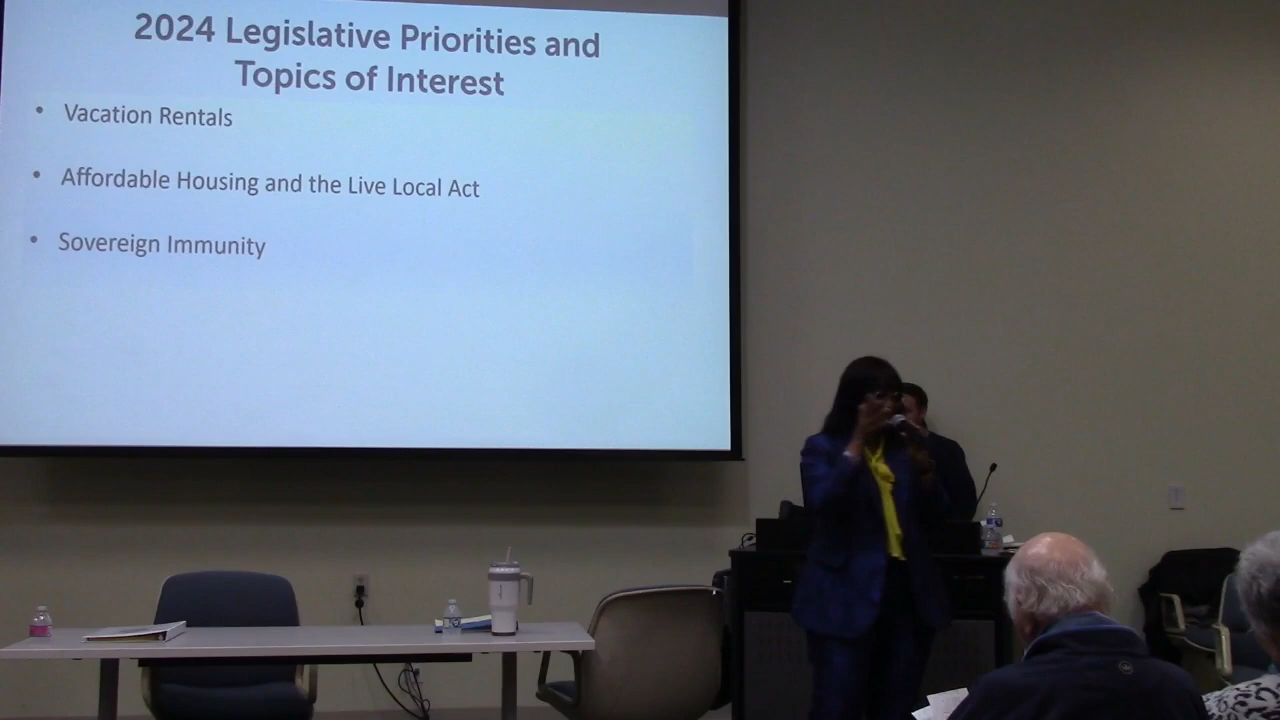 2024 Legislative Priorities and
Topics of Interest
• Vacation Rentals
• Affordable Housing and the Live Local Act
• Sovereign Immunity